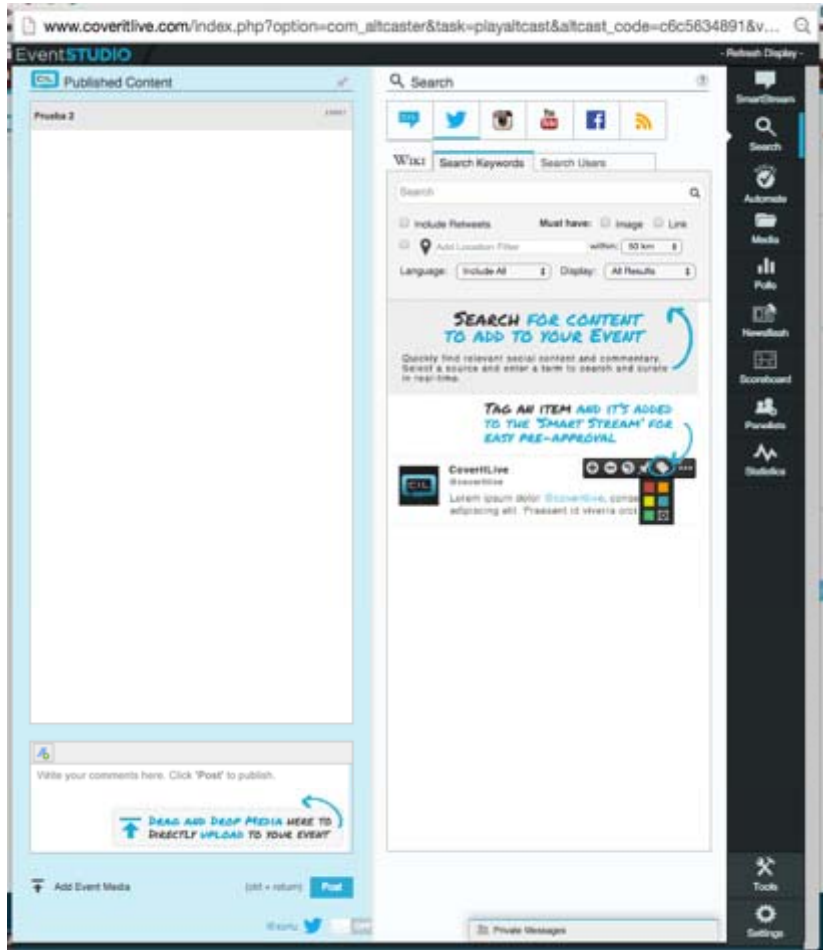 www.coveritlive.com/index.php?option=com_altcaster&task=playaltcast&altcast_code=c6c5634891&v...
EventSTUDIO
- Refresh Display -
CIL Published Content
Prueba 2
Search
You Tube
WIKI Search Keywords Search Users
Search
Include Retweets Must have: Image Link
Add Location Filter within: 50 km
Language: Include All Display: All Results
SEARCH FOR CONTENT
TO ADD TO YOUR EVENT
Quickly find relevant social content and commentary.
Select a source and enter a term to search and curate
in real-time.
TAG AN ITEM AND IT'S ADDED
TO THE 'SMART STREAM' FOR
EASY PRE-APPROVAL
CoveritLive
@coveritlive
CIL
Lorem ipsum dolor @coveritlive, conse
adipiscing elit. Praesent id viverra orci
SmartStream
Search
Automate
Media
Polls
Newsflash
Scoreboard
Panelists
Statistics
Write your comments here. Click 'Post' to publish.
DRAG AND DROP MEDIA HERE TO
DIRECTLY UPLOAD TO YOUR EVENT
Add Event Media (ctrl + return) Post
Private Messages
Tools
Settings